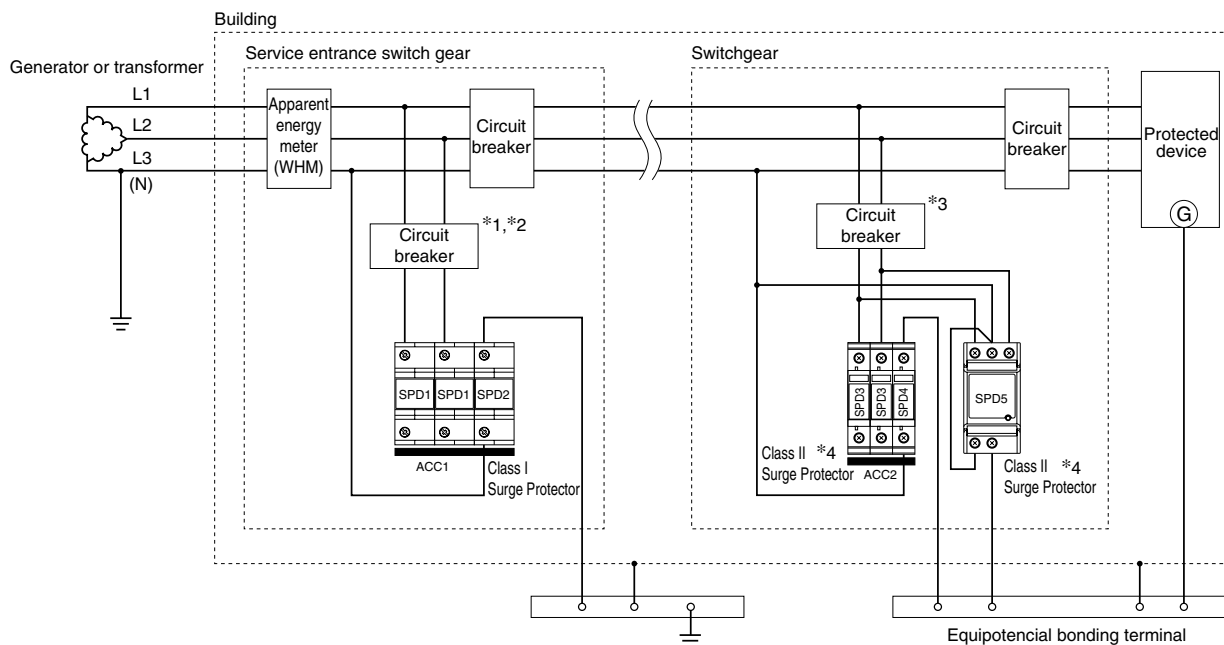 Building
Service entrance switch gear
Switchgear
Generator or transformer
L1
L2
L3
(N)
Apparent
energy
meter
(WHM)
Circuit
breaker
Circuit
breaker
Protected
device
G
Circuit
breaker
*1,*2
Circuit
breaker
*3
SPD1
SPD1
SPD2
ACC1
Class I
Surge Protector
SPD3
SPD3
SPD4
SPD5
Class II *4
Surge Protector
ACC2
Class II *4
Surge Protector
Equipotencial bonding terminal